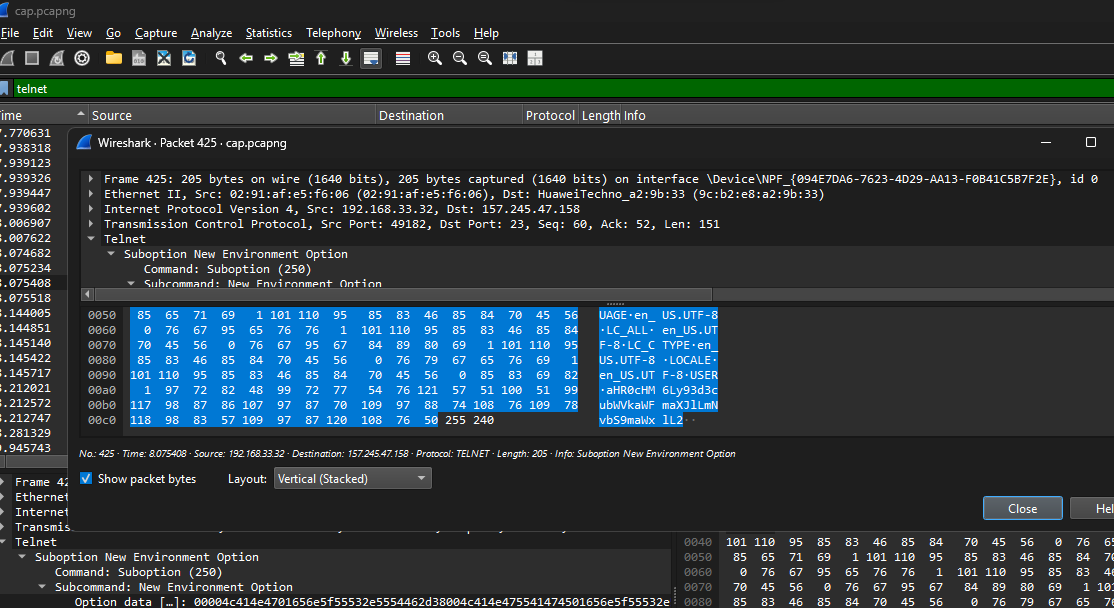 cap.pcapng
File Edit View Go Capture Analyze Statistics Telephony Wireless Tools Help
telnet
Time Source Destination Protocol Length Info
7.770631
7.938318
7.939123
7.939326
7.939447
7.939602
8.006907
8.007622
8.074682
8.075234
8.075408
8.075518
8.144005
8.144851
8.145140
8.145422
8.145717
8.212021
8.212572
8.212747
8.281329
9.945743
Wireshark · Packet 425 · cap.pcapng
Frame 425: 205 bytes on wire (1640 bits), 205 bytes captured (1640 bits) on interface \Device\NPF_{094E7DA6-7623-4D29-AA13-F0B41C5B7F2E}, id 0
Ethernet II, Src: 02:91:af:e5:f6:06 (02:91:af:e5:f6:06), Dst: HuaweiTechno_a2:9b:33 (9c:b2:e8:a2:9b:33)
Internet Protocol Version 4, Src: 192.168.33.32, Dst: 157.245.47.158
Transmission Control Protocol, Src Port: 49182, Dst Port: 23, Seq: 60, Ack: 52, Len: 151
Telnet
Suboption New Environment Option
Command: Suboption (250)
Subcommand: New Environment Option
0050 85 65 71 69 1 101 110 95 85 83 46 85 84 70 45 56 UAGE·en_US.UTF-8
0060 0 76 67 95 65 76 76 1 101 110 95 85 83 46 85 84 ·LC_ALL·en_US.UT
0070 70 45 56 0 76 67 95 67 84 89 80 69 1 101 110 95 F-8·LC_CTYPE·en_
0080 85 83 46 85 84 70 45 56 0 76 79 67 65 76 69 1 US.UTF-8·LOCALE·
0090 101 110 95 85 83 46 85 84 70 45 56 0 85 83 69 82 en_US.UTF-8·USER
00a0 1 97 72 82 48 99 72 77 54 76 121 57 51 100 51 99 ·aHR0cHM6Ly93d3c
00b0 117 98 87 86 107 97 87 70 109 97 88 74 108 76 109 78 ubWVkaWFmaXJlLmN
00c0 118 98 83 57 109 97 87 120 108 76 50 255 240 vbS9maWxlL2··
No.: 425 · Time: 8.075408 · Source: 192.168.33.32 · Destination: 157.245.47.158 · Protocol: TELNET · Length: 205 · Info: Suboption New Environment Option
Show packet bytes Layout: Vertical (Stacked)
Close Hel
Frame 42
Ethernet
Internet
Transmis
Telnet
Suboption New Environment Option
Command: Suboption (250)
Subcommand: New Environment Option
Option data […]: 00004c414e4701656e5f55532e5554462d38004c414e475541474501656e5f55532e
0040 101 110 95 85 83 46 85 84 70 45 56 0 76 65
0050 85 65 71 69 1 101 110 95 85 83 46 85 84 70
0060 0 76 67 95 65 76 76 1 101 110 95 85 83 46
0070 70 45 56 0 76 67 95 67 84 89 80 69 1 101
0080 85 83 46 85 84 70 45 56 0 76 79 67 65 76